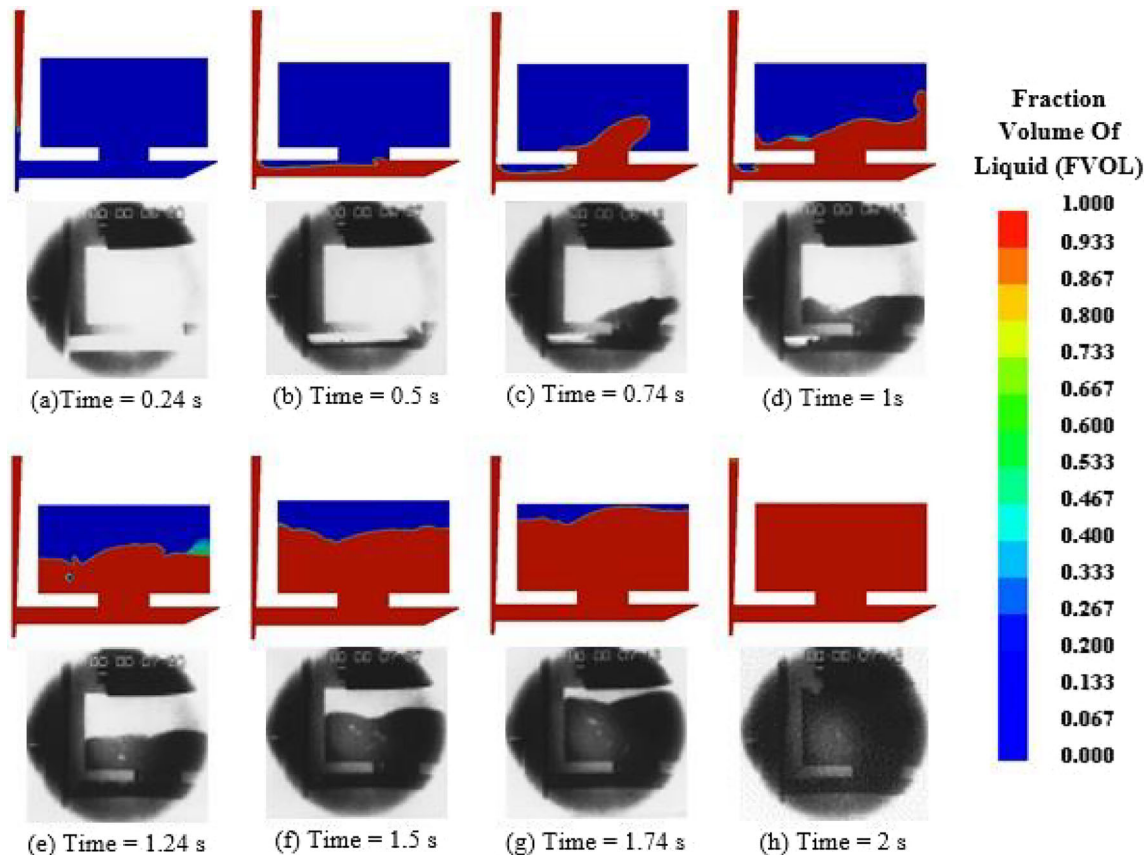 Fraction
Volume Of
Liquid (FVOL)
1.000
0.933
0.867
0.800
0.733
0.667
0.600
0.533
0.467
0.400
0.333
0.267
0.200
0.133
0.067
0.000
(a)Time = 0.24 s
(b) Time = 0.5 s
(c) Time = 0.74 s
(d) Time = 1s
(e) Time = 1.24 s
(f) Time = 1.5 s
(g) Time = 1.74 s
(h) Time = 2 s